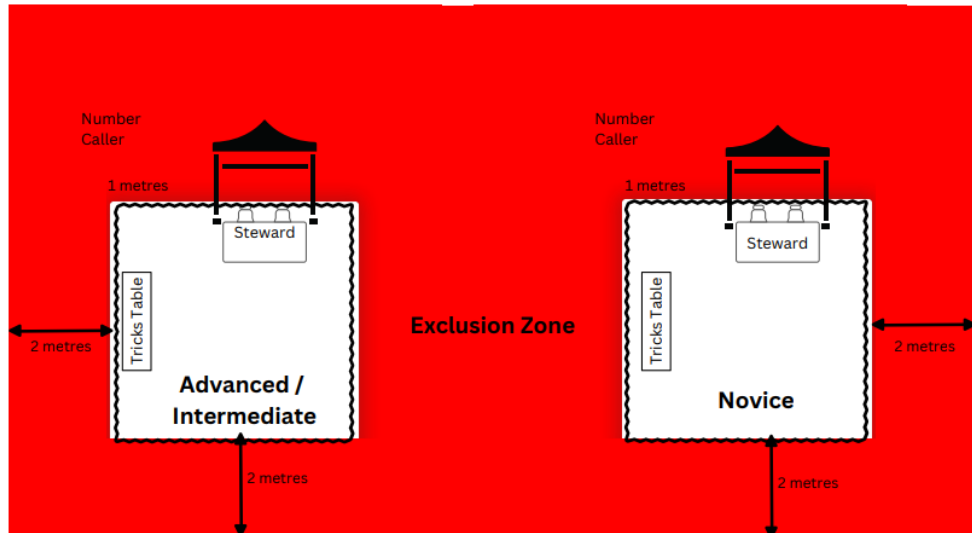 Number
Caller
Number
Caller
1 metres
1 metres
Steward
Steward
Tricks Table
Tricks Table
Exclusion Zone
2 metres
2 metres
Advanced /
Intermediate
Novice
2 metres
2 metres